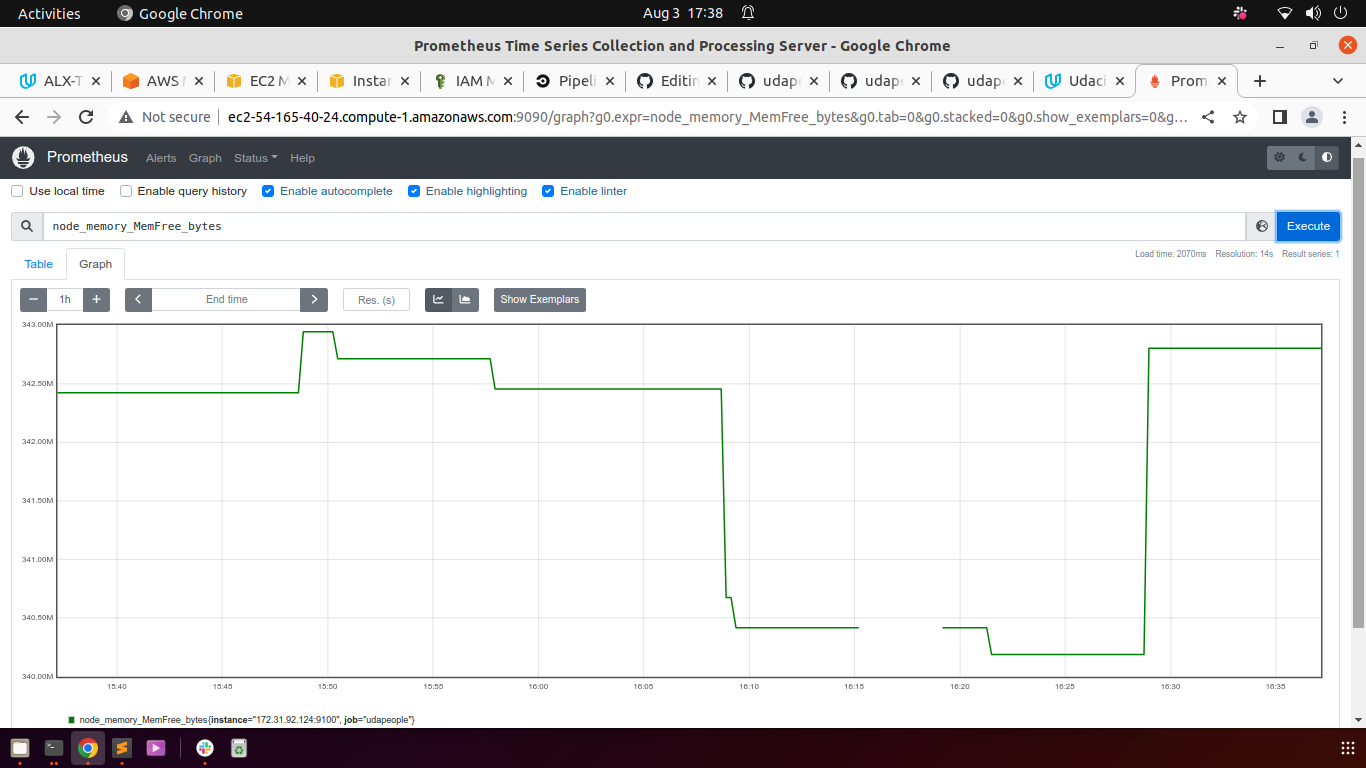 Activities
Google Chrome
Aug 3 17:38
Prometheus Time Series Collection and Processing Server - Google Chrome
ALX-T
AWS M
EC2 M
Instar
IAM M
Pipeli
Editin
udape
udape
udape
Udaci
Prom
Not secure
ec2-54-165-40-24.compute-1.amazonaws.com:9090/graph?g0.expr=node_memory_MemFree_bytes&g0.tab=0&g0.stacked=0&g0.show_exemplars=0&g...
Prometheus
Alerts
Graph
Status
Help
Use local time
Enable query history
Enable autocomplete
Enable highlighting
Enable linter
node_memory_MemFree_bytes
Execute
Table
Graph
Load time: 2070ms
Resolution: 14s
Result series: 1
1h
End time
Res. (s)
Show Exemplars
343.00M
342.50M
342.00M
341.50M
341.00M
340.50M
340.00M
15:40
15:45
15:50
15:55
16:00
16:05
16:10
16:15
16:20
16:25
16:30
16:35
node_memory_MemFree_bytes{instance="172.31.92.124:9100", job="udapeople"}